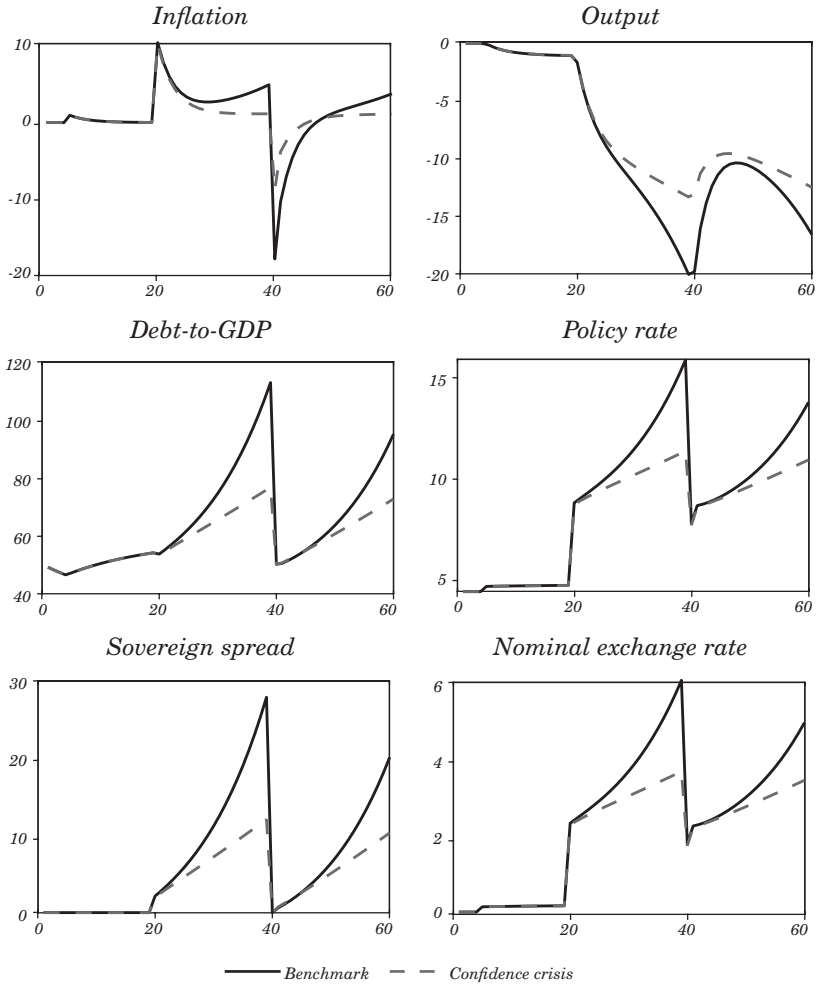 Inflation
10
0
-10
-20
0 20 40 60
Output
0
-5
-10
-15
-20
0 20 40 60
Debt-to-GDP
120
100
80
60
40
0 20 40 60
Policy rate
15
10
5
0 20 40 60
Sovereign spread
30
20
10
0
0 20 40 60
Nominal exchange rate
6
4
2
0
0 20 40 60
Benchmark Confidence crisis